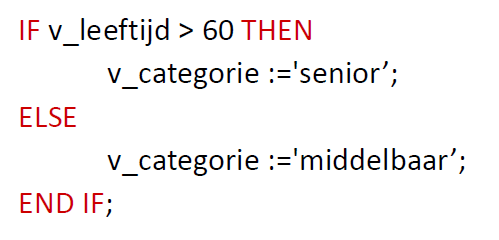 IF v_leeftijd > 60 THEN
v_categorie :='senior’;
ELSE
v_categorie :='middelbaar’;
END IF;